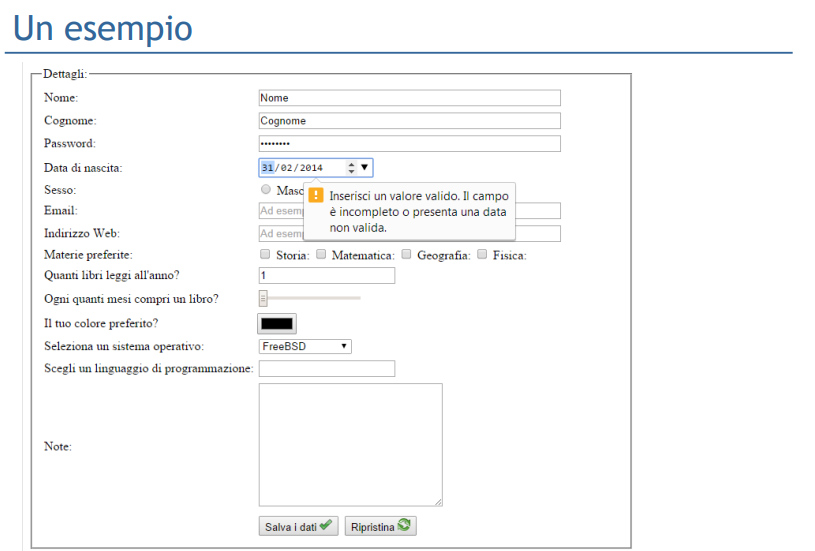 Un esempio
Dettagli:
Nome: Nome
Cognome: Cognome
Password: ••••••••
Data di nascita: 31/02/2014
Sesso: Masc
Inserisci un valore valido. Il campo
è incompleto o presenta una data
non valida.
Email: Ad esem
Indirizzo Web: Ad esem
Materie preferite: Storia: Matematica: Geografia: Fisica:
Quanti libri leggi all'anno? 1
Ogni quanti mesi compri un libro?
Il tuo colore preferito?
Seleziona un sistema operativo: FreeBSD
Scegli un linguaggio di programmazione:
Note:
Salva i dati Ripristina